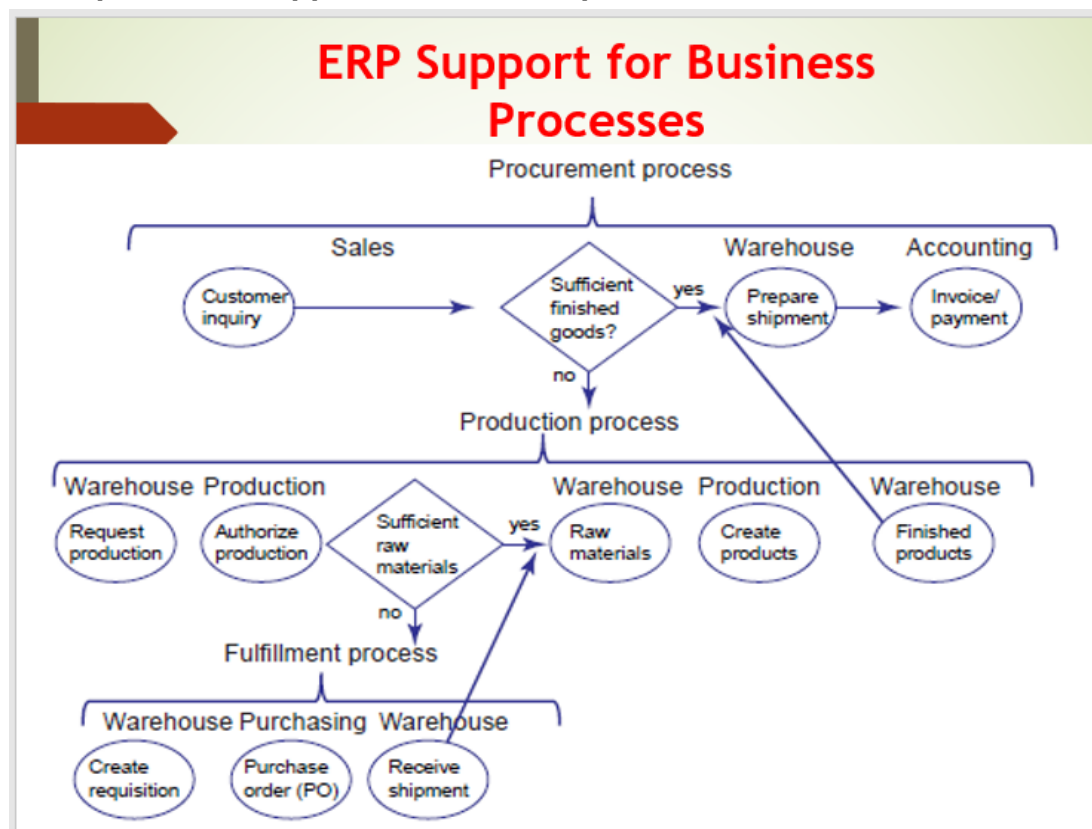 ERP Support for Business
Processes
Procurement process
Sales
Warehouse
Accounting
Customer
inquiry
Sufficient
finished
goods?
yes
Prepare
shipment
Invoice/
payment
no
Production process
Warehouse
Production
Warehouse
Production
Warehouse
Request
production
Authorize
production
Sufficient
raw
materials
yes
Raw
materials
Create
products
Finished
products
no
Fulfillment process
Warehouse
Purchasing
Warehouse
Create
requisition
Purchase
order (PO)
Receive
shipment